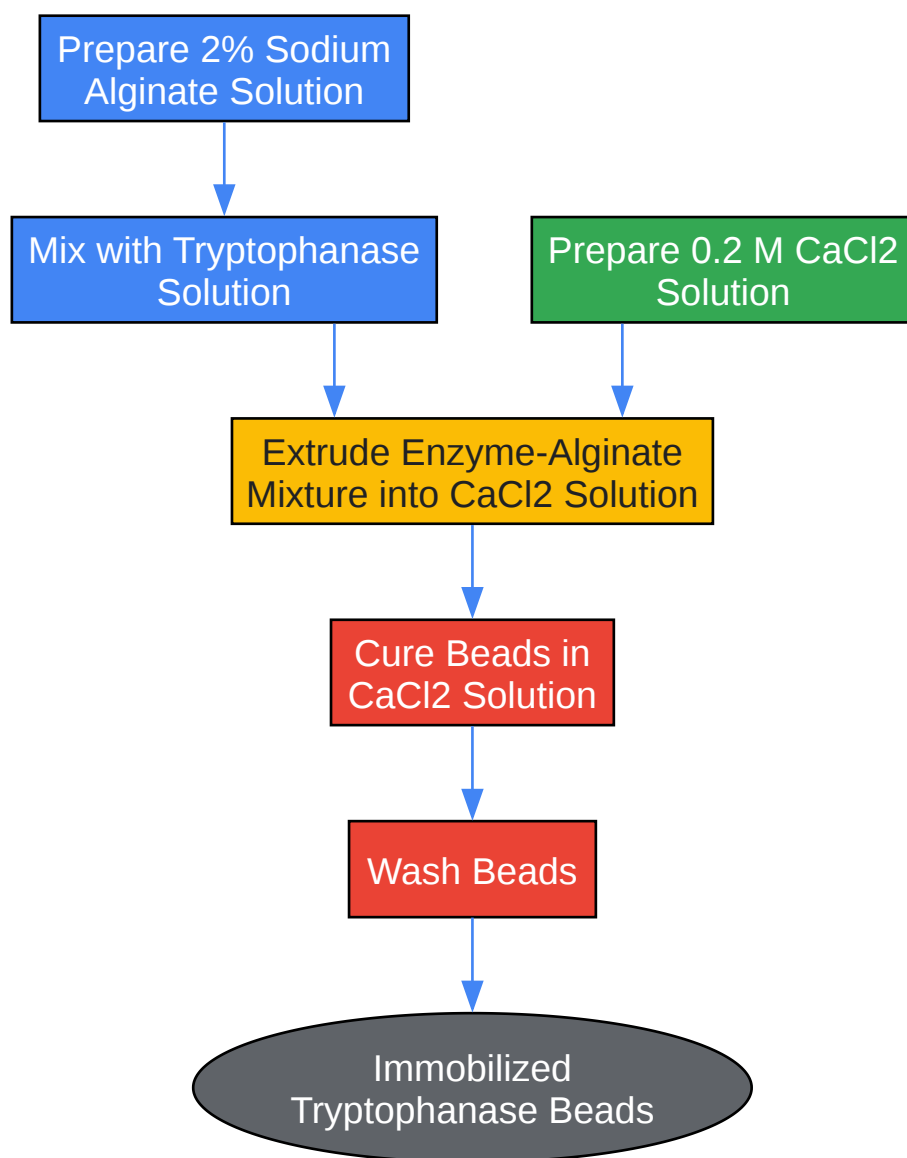 Prepare 2% Sodium
Alginate Solution
Mix with Tryptophanase
Solution
Prepare 0.2 M CaCl2
Solution
Extrude Enzyme-Alginate
Mixture into CaCl2 Solution
Cure Beads in
CaCl2 Solution
Wash Beads
Immobilized
Tryptophanase Beads